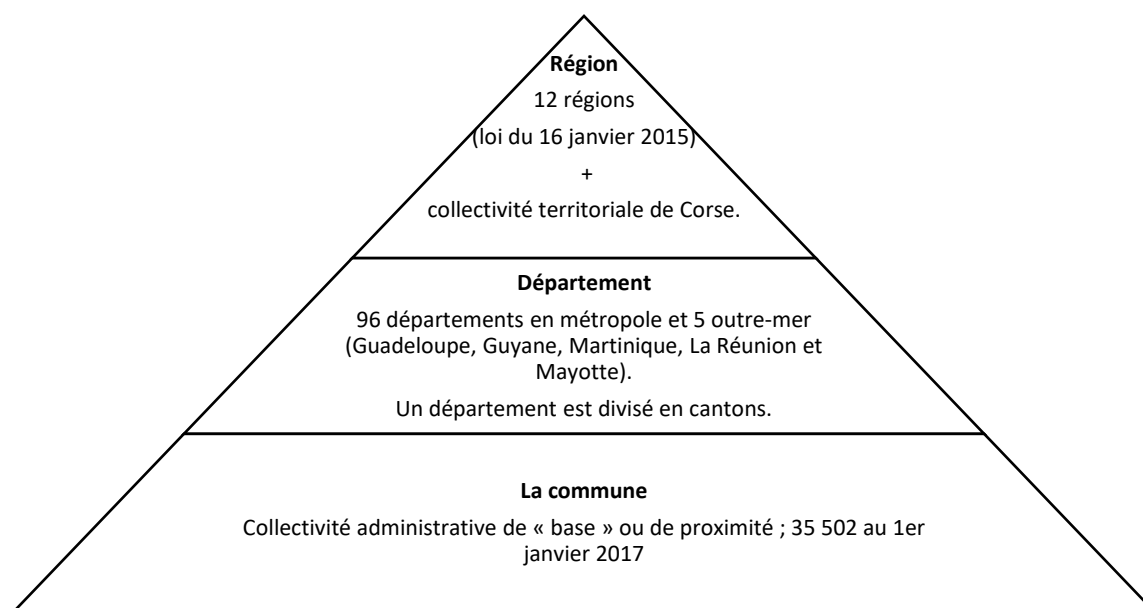 Région
12 régions
(loi du 16 janvier 2015)
+
collectivité territoriale de Corse.
Département
96 départements en métropole et 5 outre-mer
(Guadeloupe, Guyane, Martinique, La Réunion et
Mayotte).
Un département est divisé en cantons.
La commune
Collectivité administrative de « base » ou de proximité ; 35 502 au 1er
janvier 2017